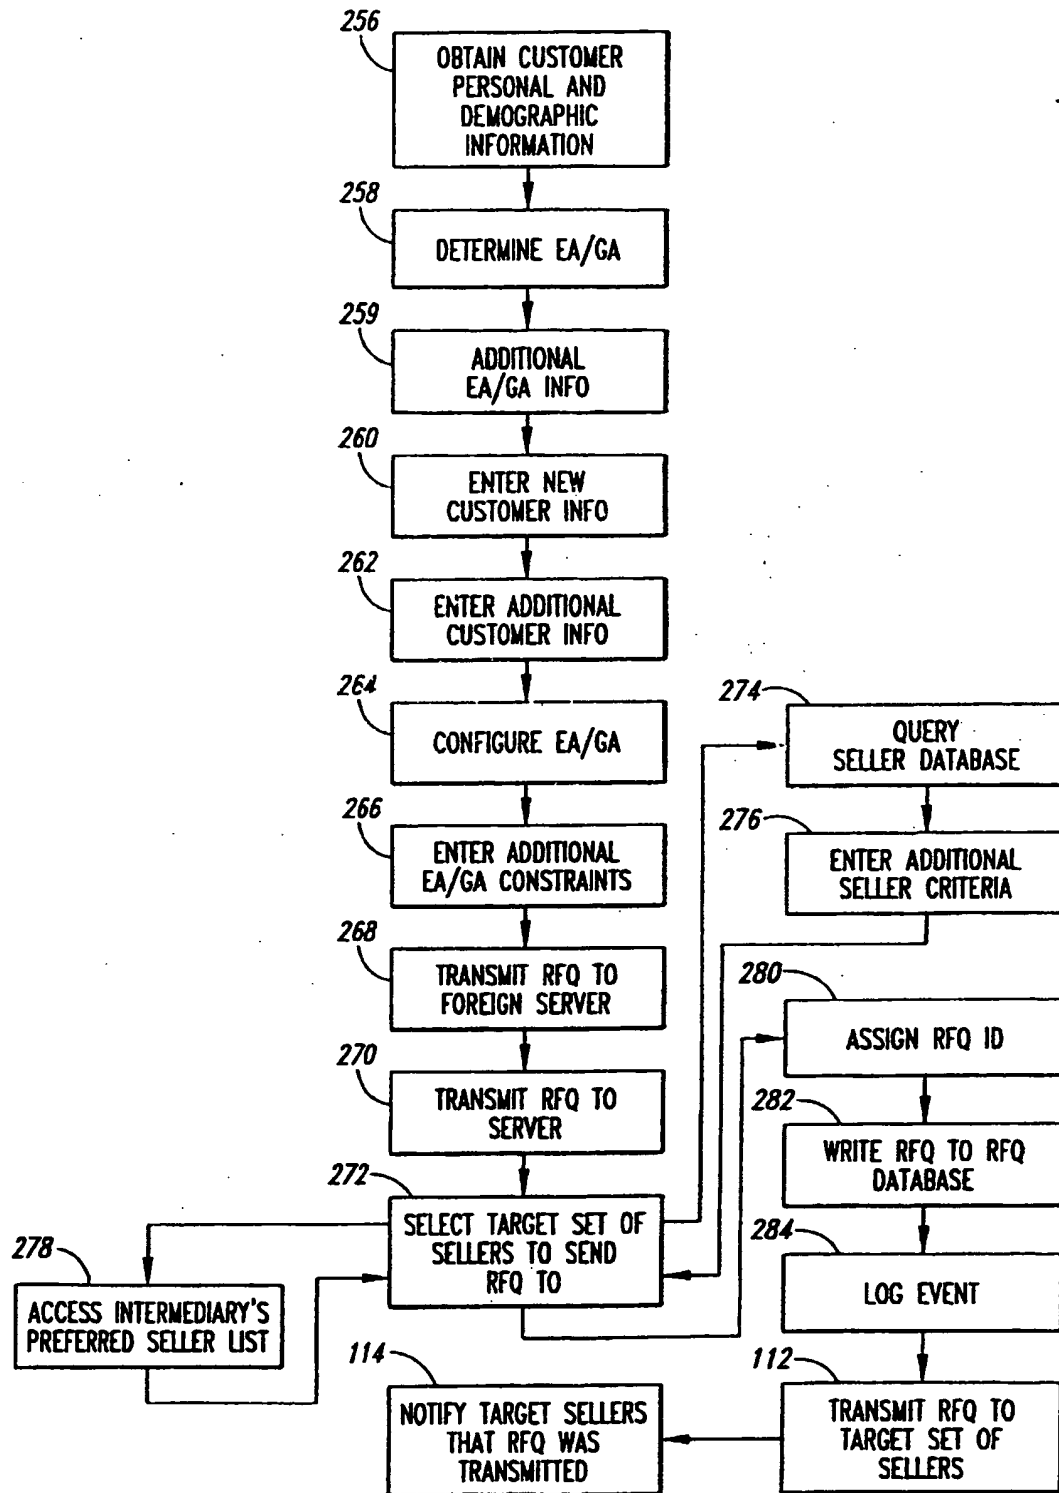 256
OBTAIN CUSTOMER
PERSONAL AND
DEMOGRAPHIC
INFORMATION
258
DETERMINE EA/GA
259
ADDITIONAL
EA/GA INFO
260
ENTER NEW
CUSTOMER INFO
262
ENTER ADDITIONAL
CUSTOMER INFO
264
CONFIGURE EA/GA
266
ENTER ADDITIONAL
EA/GA CONSTRAINTS
268
TRANSMIT RFQ TO
FOREIGN SERVER
270
TRANSMIT RFQ TO
SERVER
272
SELECT TARGET SET OF
SELLERS TO SEND
RFQ TO
274
QUERY
SELLER DATABASE
276
ENTER ADDITIONAL
SELLER CRITERIA
278
ACCESS INTERMEDIARY'S
PREFERRED SELLER LIST
280
ASSIGN RFQ ID
282
WRITE RFQ TO RFQ
DATABASE
284
LOG EVENT
112
TRANSMIT RFQ TO
TARGET SET OF
SELLERS
114
NOTIFY TARGET SELLERS
THAT RFQ WAS
TRANSMITTED